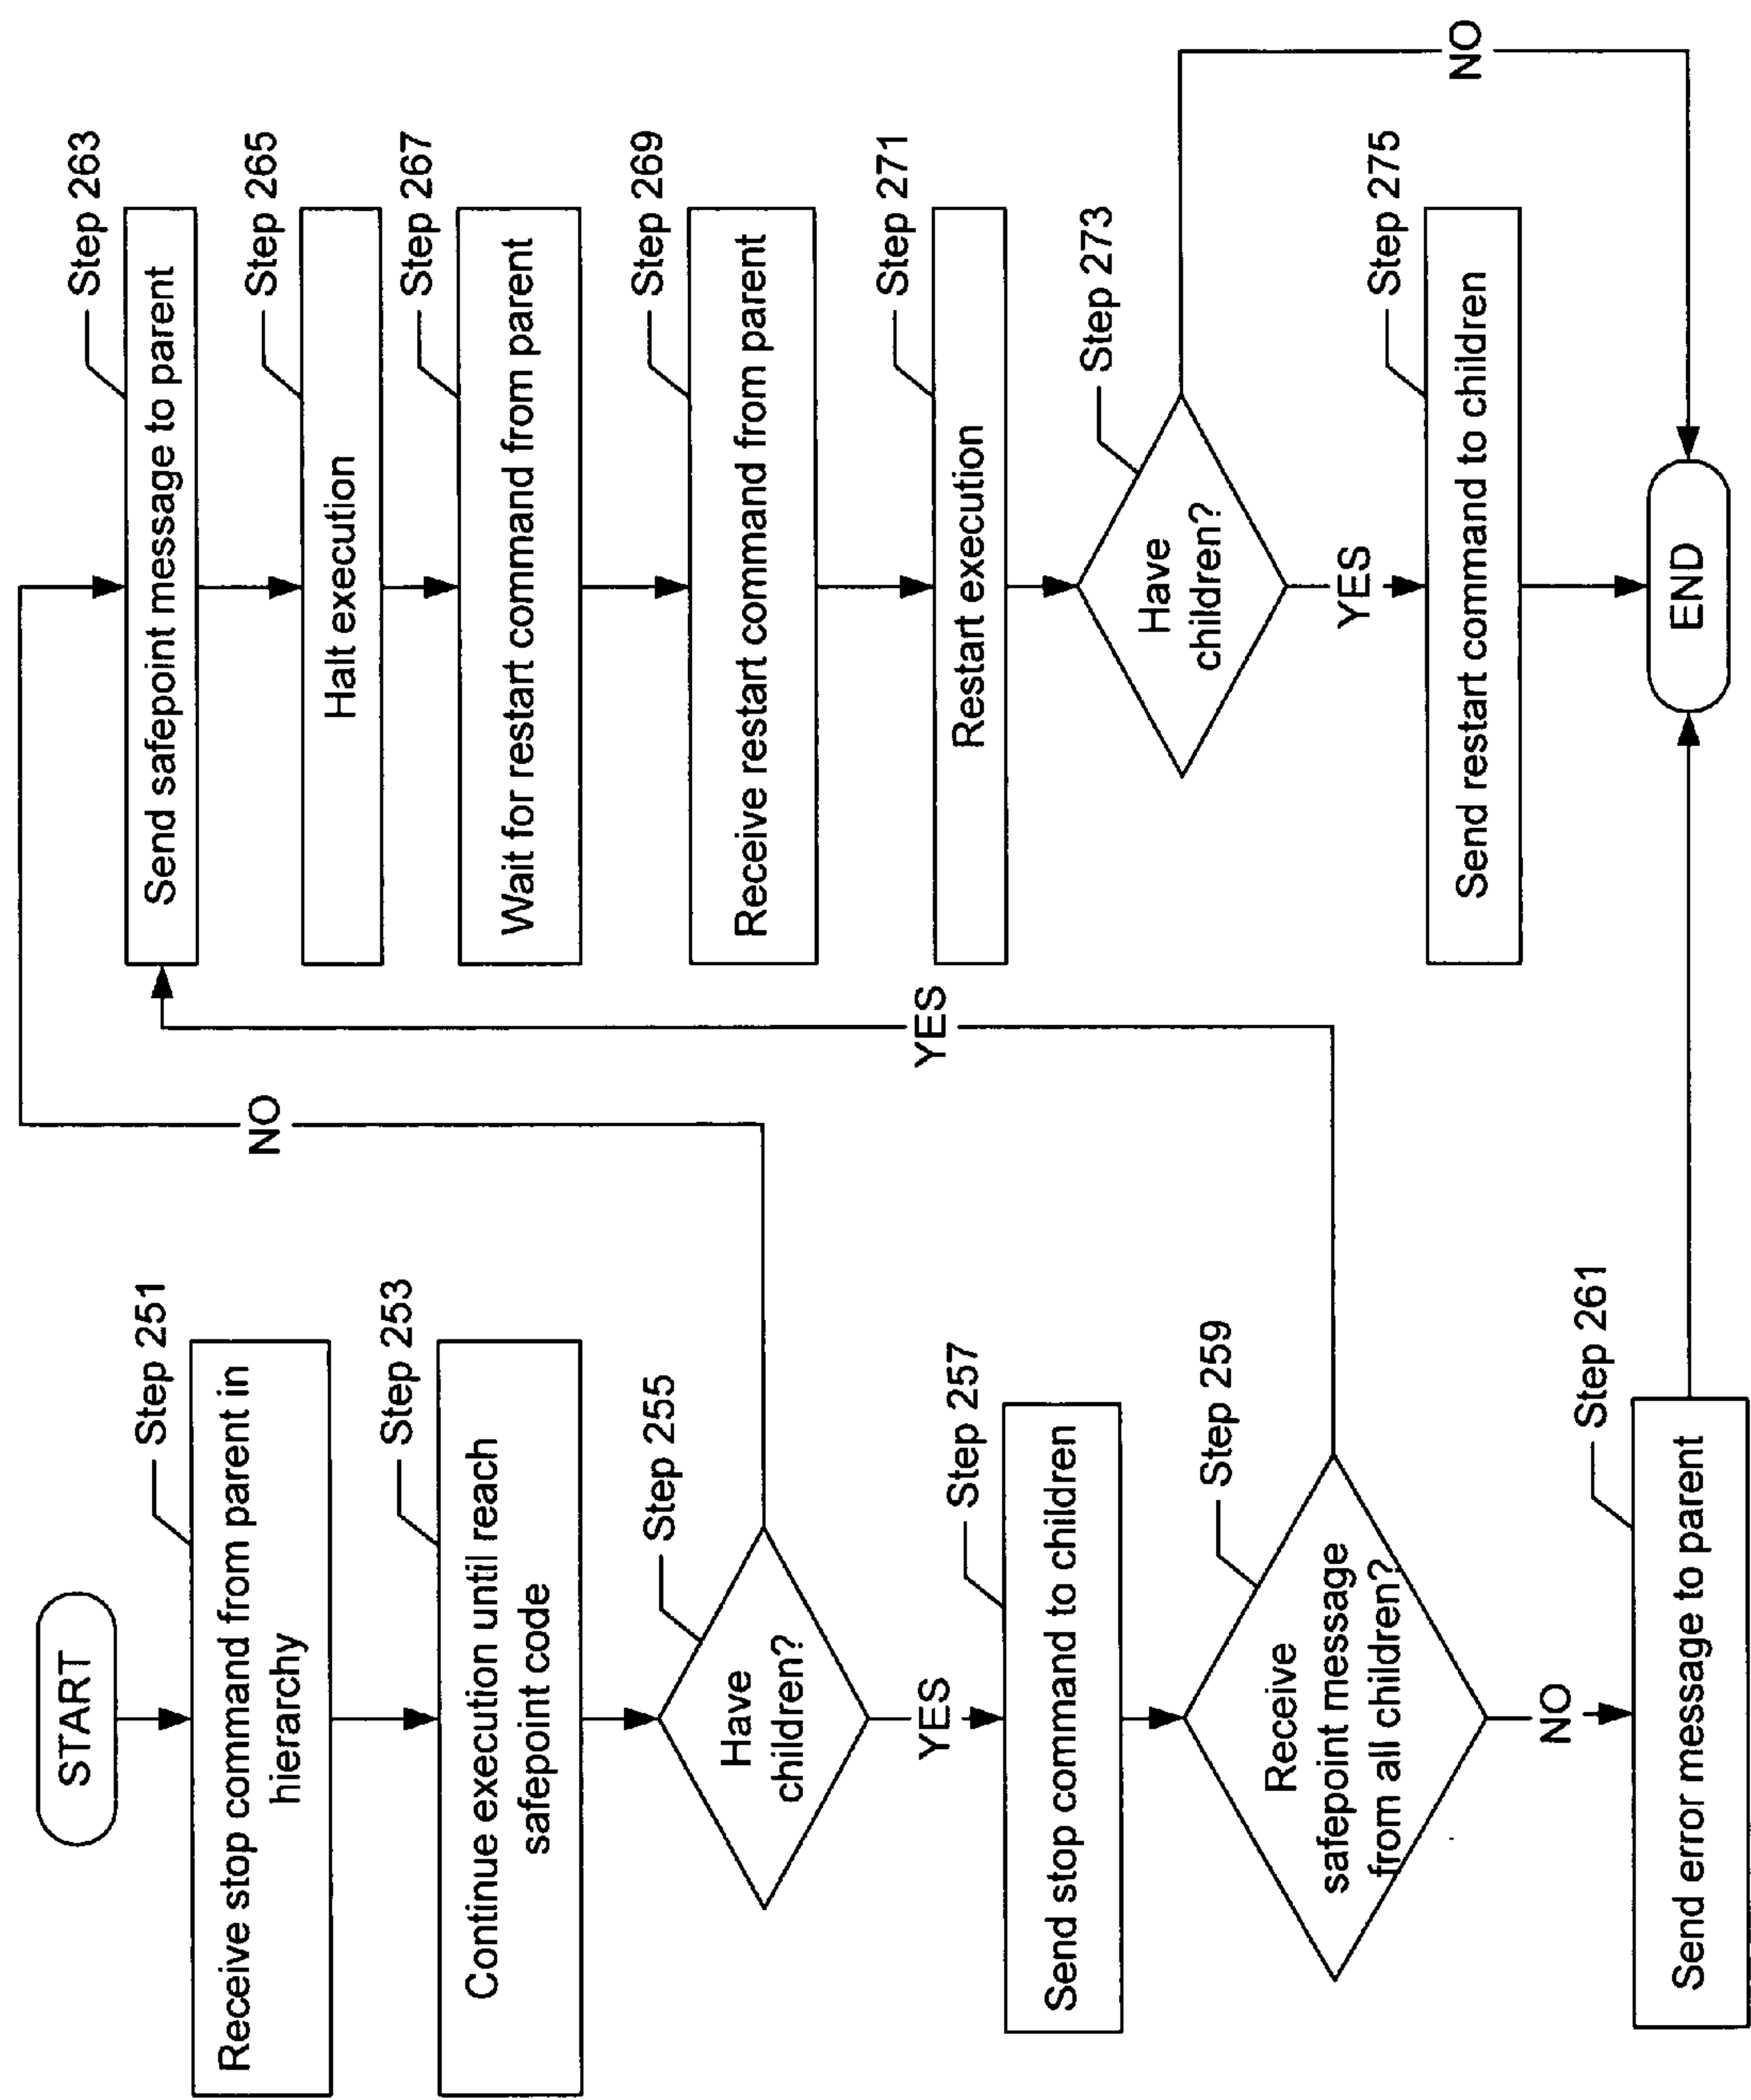 START
Step 251
Receive stop command from parent in
hierarchy
Step 253
Continue execution until reach
safepoint code
Step 255
Have
children?
NO
YES
Step 257
Send stop command to children
Step 259
Receive
safepoint message
from all children?
YES
NO
Step 261
Send error message to parent
Step 263
Send safepoint message to parent
Step 265
Halt execution
Step 267
Wait for restart command from parent
Step 269
Receive restart command from parent
Step 271
Restart execution
Step 273
Have
children?
NO
YES
Step 275
Send restart command to children
END